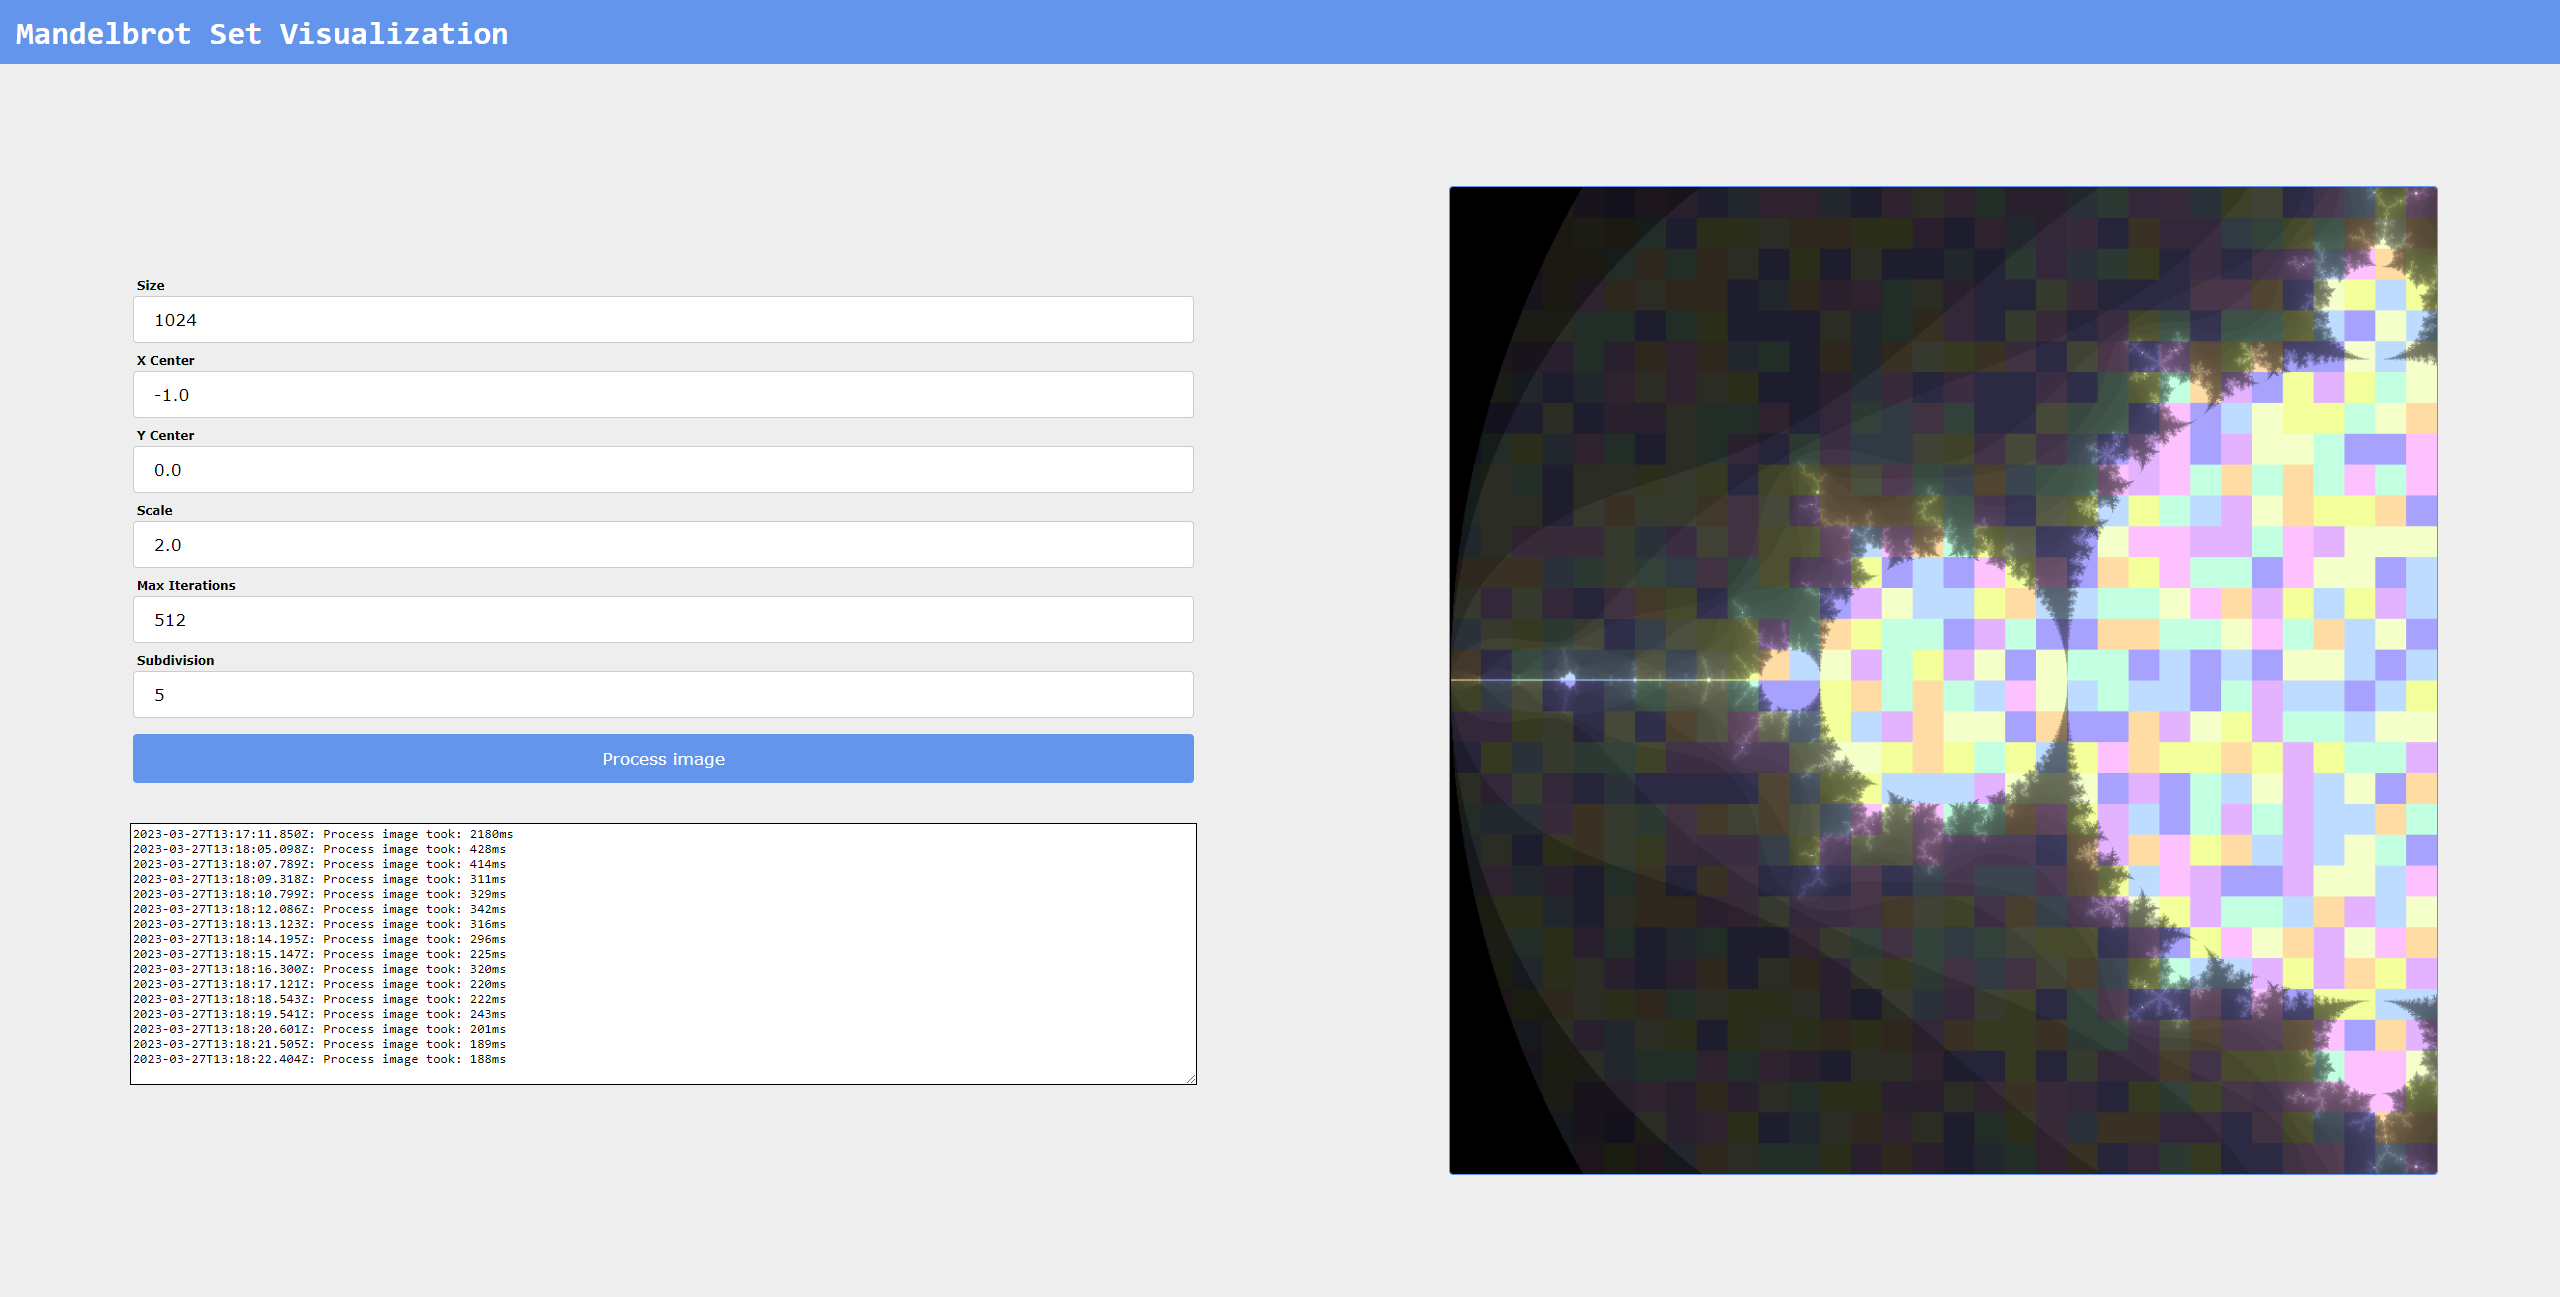 Mandelbrot Set Visualization
Size
1024
X Center
-1.0
Y Center
0.0
Scale
2.0
Max Iterations
512
Subdivision
5
Process image
2023-03-27T13:17:11.850Z: Process image took: 2180ms
2023-03-27T13:18:05.098Z: Process image took: 428ms
2023-03-27T13:18:07.789Z: Process image took: 414ms
2023-03-27T13:18:09.318Z: Process image took: 311ms
2023-03-27T13:18:10.799Z: Process image took: 329ms
2023-03-27T13:18:12.086Z: Process image took: 342ms
2023-03-27T13:18:13.123Z: Process image took: 316ms
2023-03-27T13:18:14.195Z: Process image took: 296ms
2023-03-27T13:18:15.147Z: Process image took: 225ms
2023-03-27T13:18:16.300Z: Process image took: 320ms
2023-03-27T13:18:17.121Z: Process image took: 220ms
2023-03-27T13:18:18.543Z: Process image took: 222ms
2023-03-27T13:18:19.541Z: Process image took: 243ms
2023-03-27T13:18:20.601Z: Process image took: 201ms
2023-03-27T13:18:21.505Z: Process image took: 189ms
2023-03-27T13:18:22.404Z: Process image took: 188ms